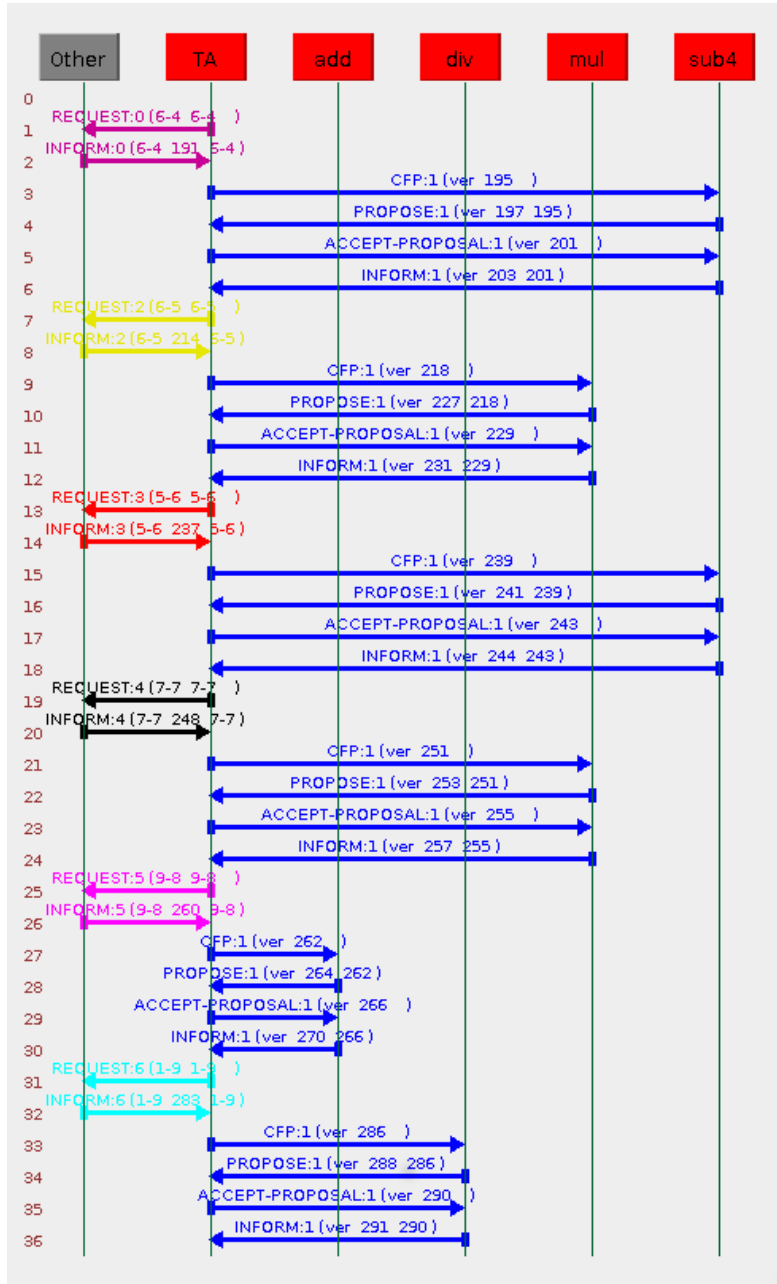 Other TA add div mul sub4
0
1 REQUEST:0 (6-4 6-4 )
2 INFORM:0 (6-4 191 6-4)
3 CFP:1 (ver 195 )
4 PROPOSE:1 (ver 197 195)
5 ACCEPT-PROPOSAL:1 (ver 201 )
6 INFORM:1 (ver 203 201)
7 REQUEST:2 (6-5 6-5 )
8 INFORM:2 (6-5 214 6-5)
9 CFP:1 (ver 218 )
10 PROPOSE:1 (ver 227 218)
11 ACCEPT-PROPOSAL:1 (ver 229 )
12 INFORM:1 (ver 231 229)
13 REQUEST:3 (5-6 5-6 )
14 INFORM:3 (5-6 237 5-6)
15 CFP:1 (ver 239 )
16 PROPOSE:1 (ver 241 239)
17 ACCEPT-PROPOSAL:1 (ver 243 )
18 INFORM:1 (ver 244 243)
19 REQUEST:4 (7-7 7-7 )
20 INFORM:4 (7-7 248 7-7)
21 CFP:1 (ver 251 )
22 PROPOSE:1 (ver 253 251)
23 ACCEPT-PROPOSAL:1 (ver 255 )
24 INFORM:1 (ver 257 255)
25 REQUEST:5 (9-8 9-8 )
26 INFORM:5 (9-8 260 9-8)
27 CFP:1 (ver 262 )
28 PROPOSE:1 (ver 264 262)
29 ACCEPT-PROPOSAL:1 (ver 266 )
30 INFORM:1 (ver 270 266)
31 REQUEST:6 (1-9 1-9 )
32 INFORM:6 (1-9 283 1-9)
33 CFP:1 (ver 286 )
34 PROPOSE:1 (ver 288 286)
35 ACCEPT-PROPOSAL:1 (ver 290 )
36 INFORM:1 (ver 291 290)